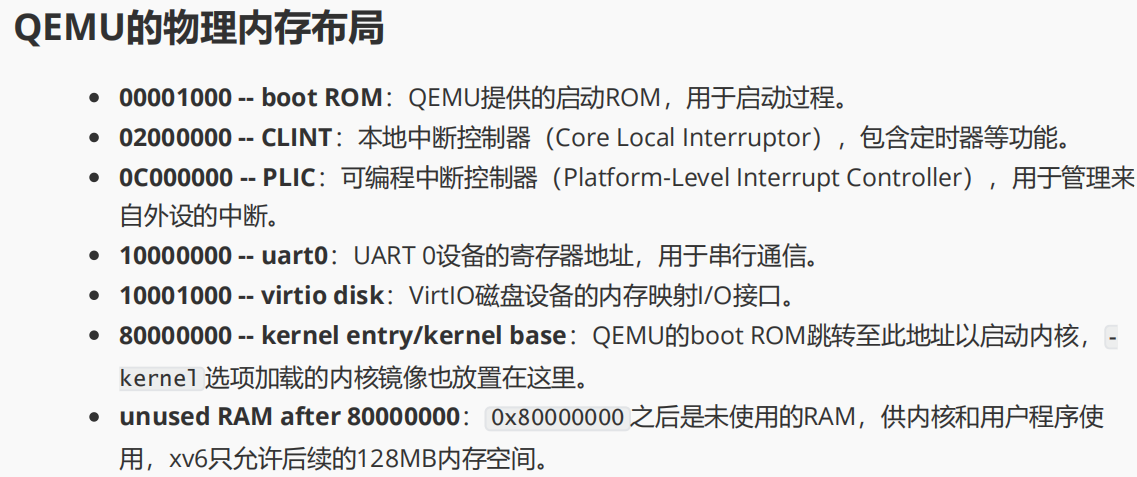 QEMU的物理内存布局
• 00001000 -- boot ROM：QEMU提供的启动ROM，用于启动过程。
• 02000000 -- CLINT：本地中断控制器（Core Local Interruptor），包含定时器等功能。
• 0C000000 -- PLIC：可编程中断控制器（Platform-Level Interrupt Controller），用于管理来
自外设的中断。
• 10000000 -- uart0：UART 0设备的寄存器地址，用于串行通信。
• 10001000 -- virtio disk：VirtIO磁盘设备的内存映射I/O接口。
• 80000000 -- kernel entry/kernel base：QEMU的boot ROM跳转至此地址以启动内核，-
kernel选项加载的内核镜像也放置在这里。
• unused RAM after 80000000：0x80000000之后是未使用的RAM，供内核和用户程序使
用，xv6只允许后续的128MB内存空间。